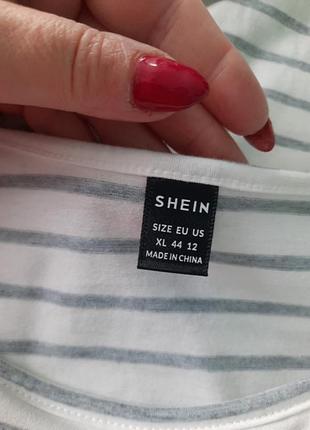 SHEIN
SIZE EU US
XL 44 12
MADE IN CHINA